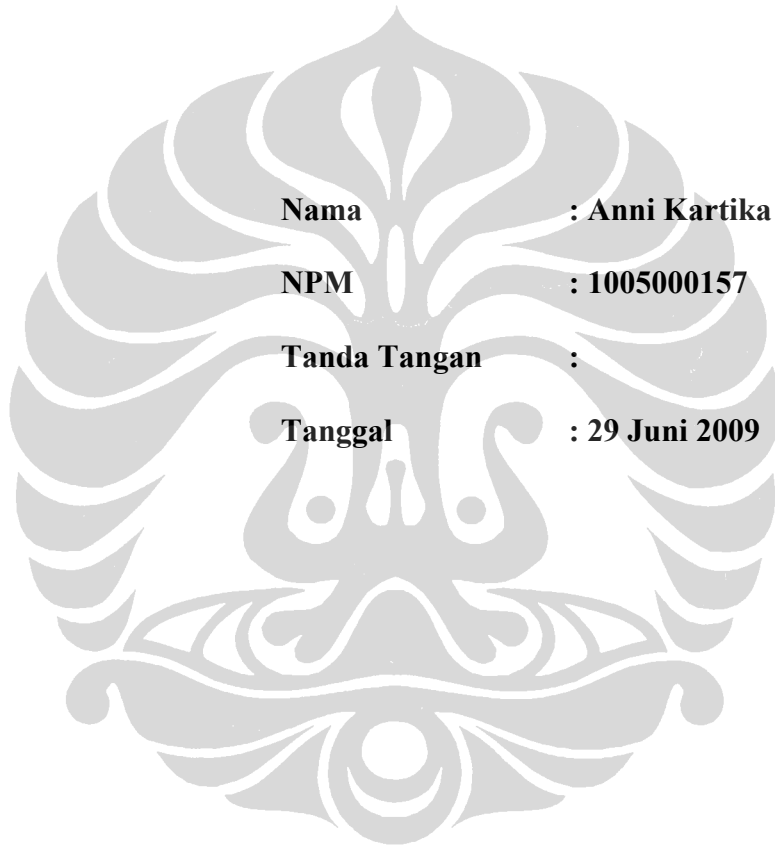 Nama : Anni Kartika
NPM : 1005000157
Tanda Tangan :
Tanggal : 29 Juni 2009